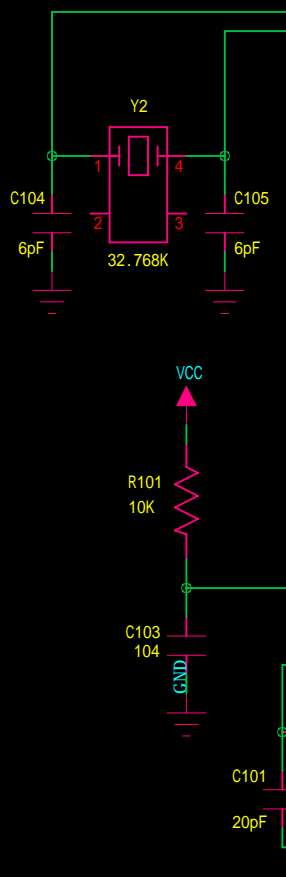 Y2
1
4
C104
C105
2
3
6pF
6pF
32.768K
VCC
R101
10K
C103
104
GND
C101
20pF